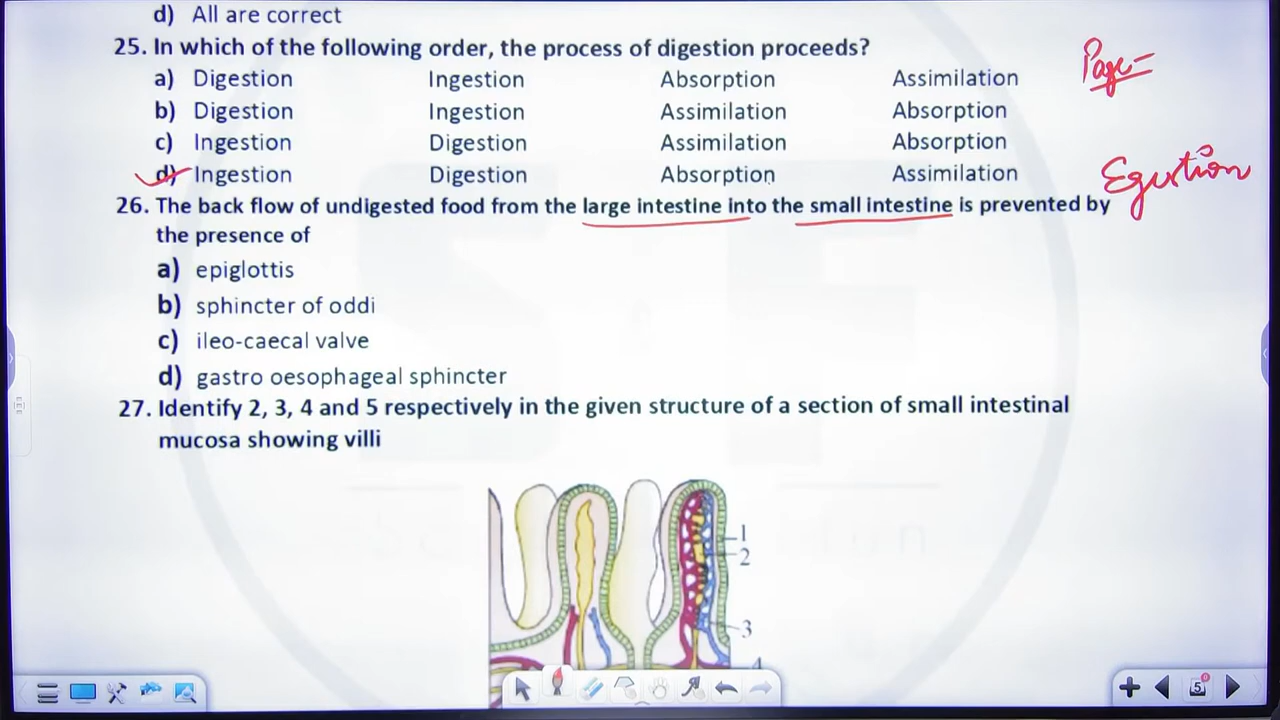 d) All are correct
25. In which of the following order, the process of digestion proceeds?
a) Digestion Ingestion Absorption Assimilation
b) Digestion Ingestion Assimilation Absorption
c) Ingestion Digestion Assimilation Absorption
d) Ingestion Digestion Absorption Assimilation
Page-
Egestion
26. The back flow of undigested food from the large intestine into the small intestine is prevented by
the presence of
a) epiglottis
b) sphincter of oddi
c) ileo-caecal valve
d) gastro oesophageal sphincter
27. Identify 2, 3, 4 and 5 respectively in the given structure of a section of small intestinal
mucosa showing villi
1
2
3
4
5